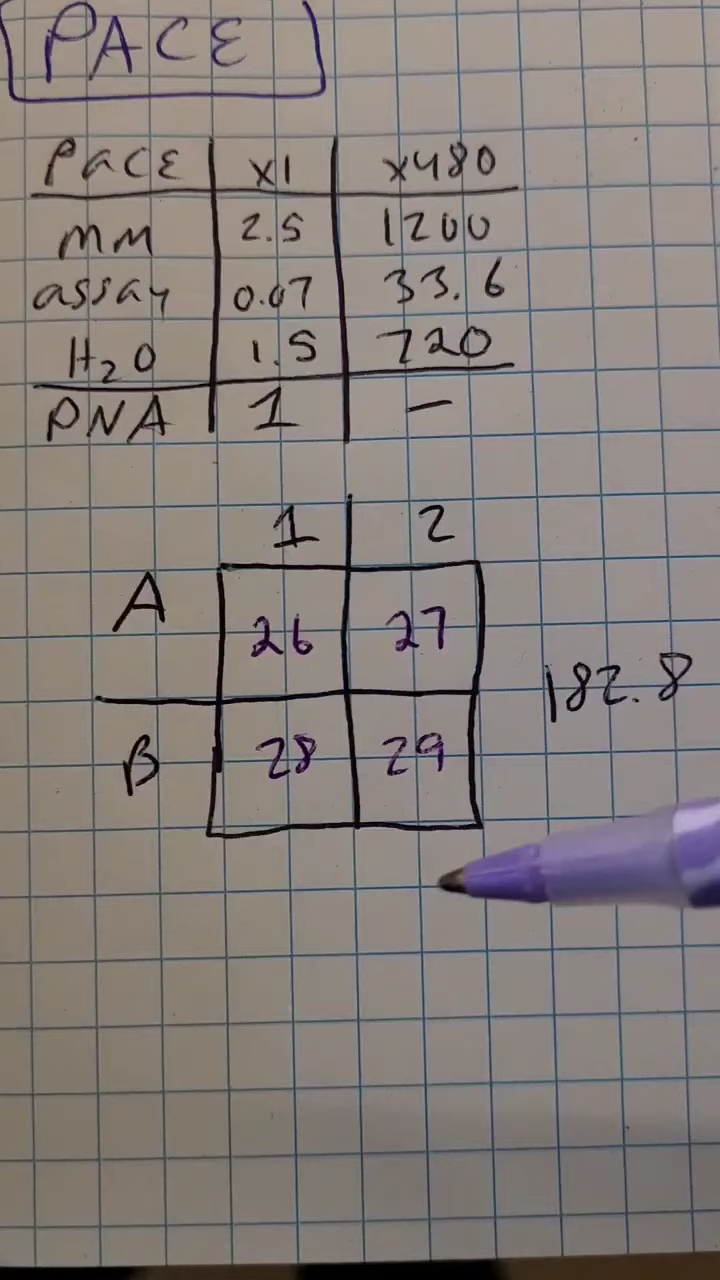 PACE
PACE x1 x480
MM 2.5 1200
assay 0.07 33.6
H2O 1.5 720
DNA 1 —
1 2
A 26 27
182.8
B 28 29